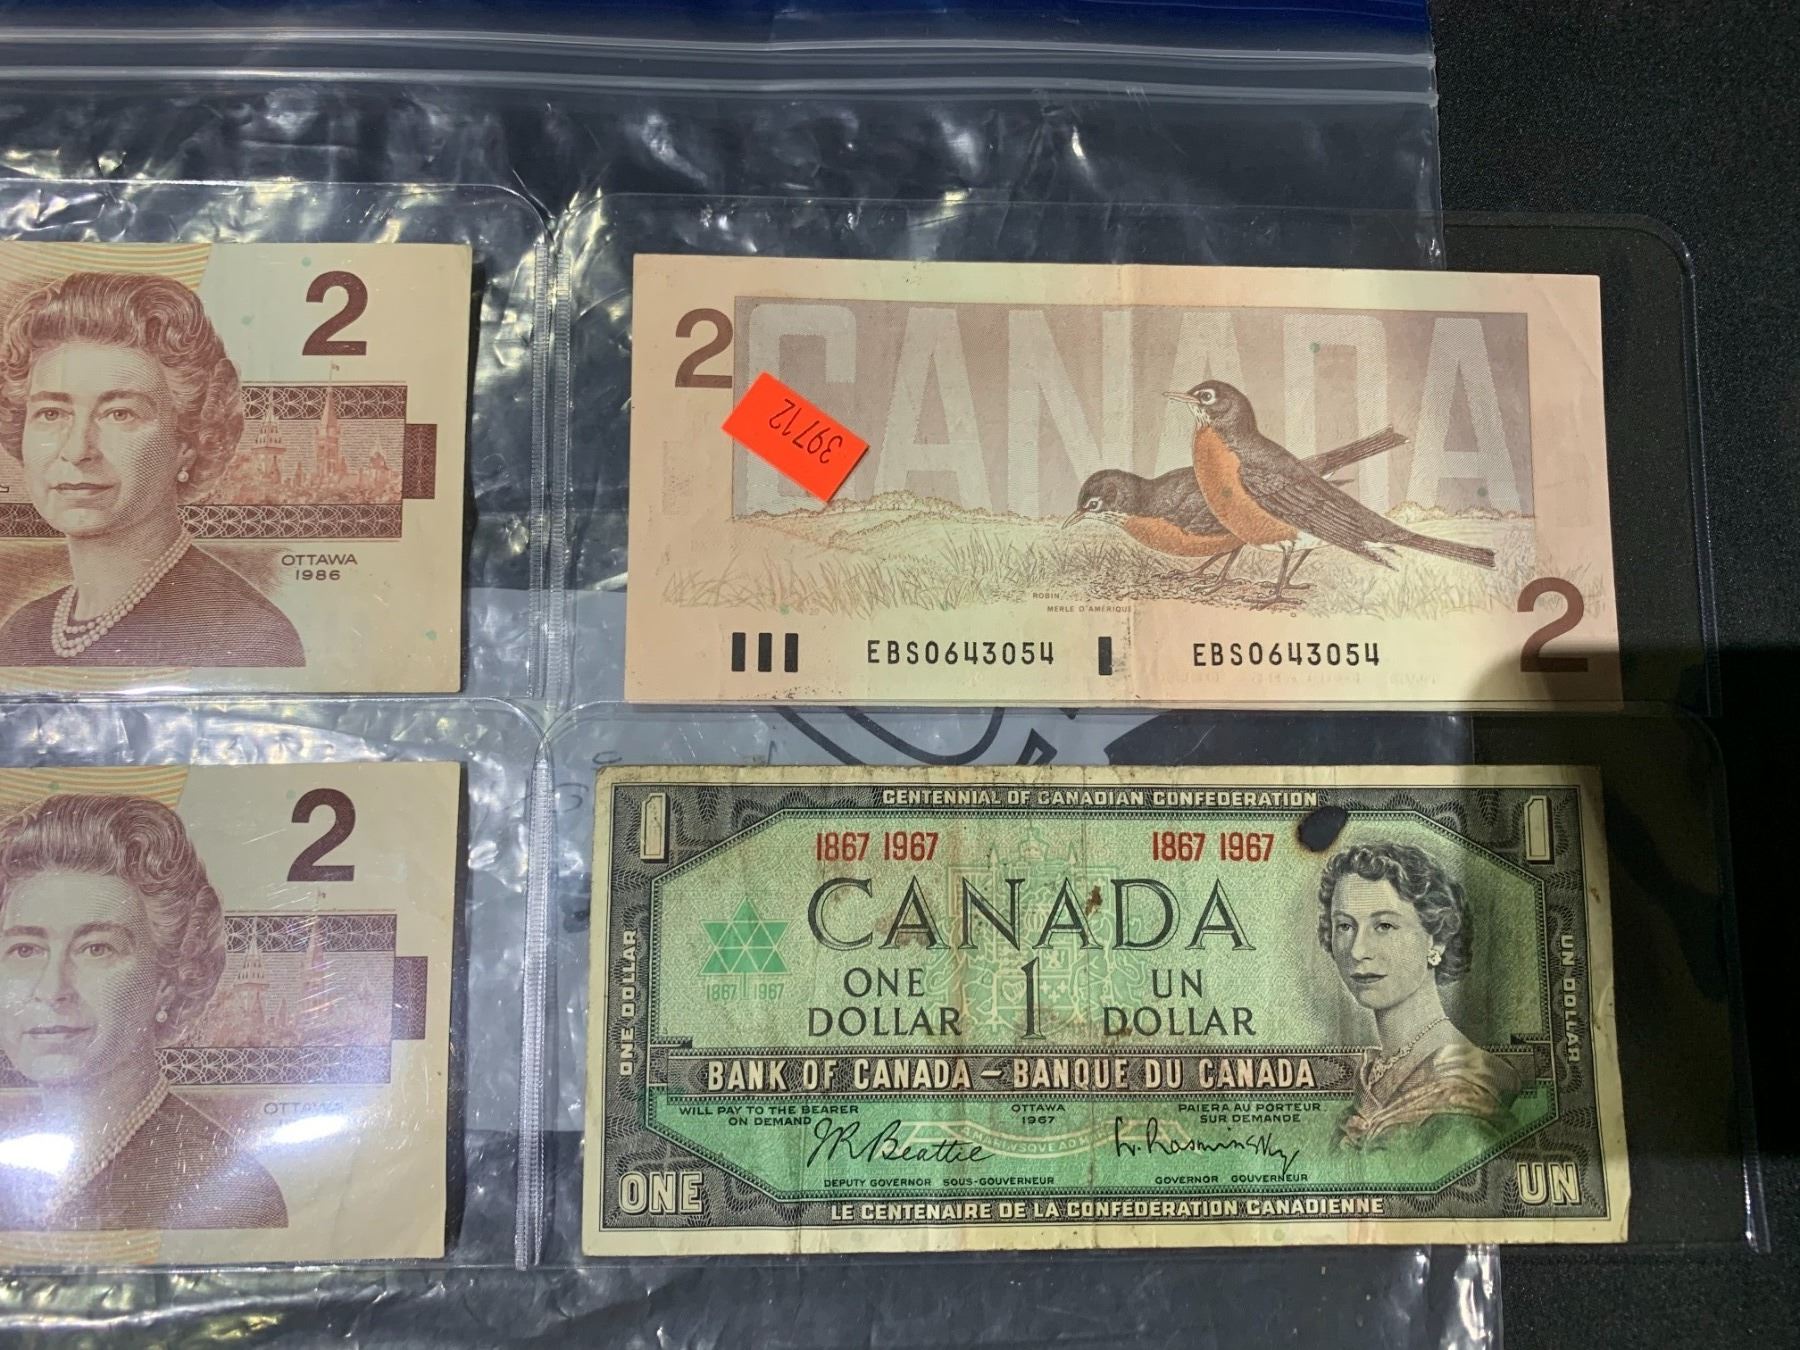 2
OTTAWA
1986
2
CANADA
39712
ROBIN
MERLE D'AMÉRIQUE
EBS0643054
EBS0643054
2
2
OTTAWA
1
CENTENNIAL OF CANADIAN CONFEDERATION
1
1867 1967
1867 1967
CANADA
1867 1967
ONE DOLLAR
1
UN DOLLAR
ONE DOLLAR
UN DOLLAR
BANK OF CANADA – BANQUE DU CANADA
WILL PAY TO THE BEARER
ON DEMAND
OTTAWA
1967
PAIERA AU PORTEUR
SUR DEMANDE
J.R. Beattie
L. Rasminsky
DEPUTY GOVERNOR SOUS-GOUVERNEUR
GOVERNOR GOUVERNEUR
ONE
LE CENTENAIRE DE LA CONFÉDÉRATION CANADIENNE
UN